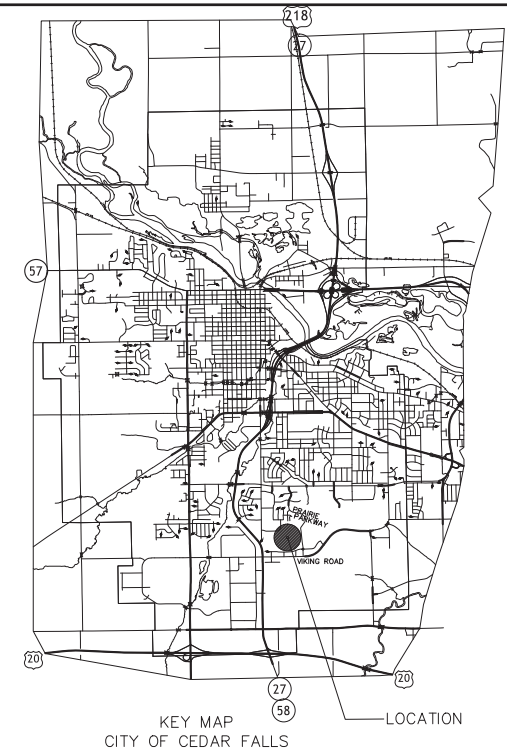 218
27
57
PRAIRIE
PARKWAY
VIKING ROAD
20
20
27
58
LOCATION
KEY MAP
CITY OF CEDAR FALLS